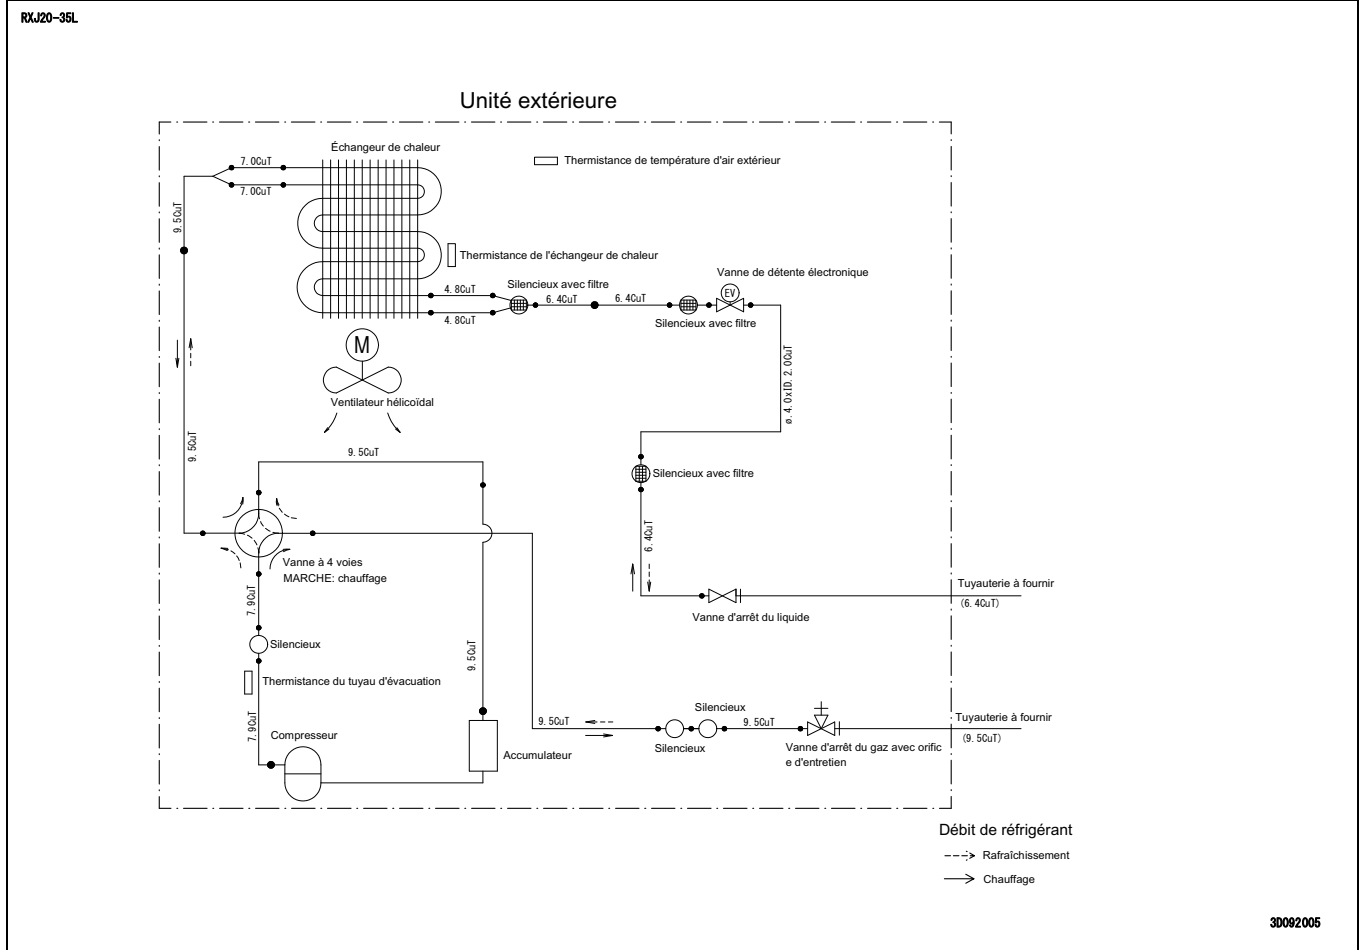 RXJ20-35L
Unité extérieure
Échangeur de chaleur
Thermistance de température d'air extérieur
7.0CuT
7.0CuT
9.5CuT
Thermistance de l'échangeur de chaleur
Vanne de détente électronique
Silencieux avec filtre
4.8CuT
6.4CuT
6.4CuT
EV
4.8CuT
Silencieux avec filtre
M
ø.4.0xID.2.0CuT
Ventilateur hélicoïdal
9.5CuT
9.5CuT
Silencieux avec filtre
6.4CuT
Vanne à 4 voies
MARCHE: chauffage
7.9CuT
Tuyauterie à fournir
(6.4CuT)
Vanne d'arrêt du liquide
Silencieux
9.5CuT
Thermistance du tuyau d'évacuation
7.9CuT
Silencieux
9.5CuT
9.5CuT
Tuyauterie à fournir
(9.5CuT)
Compresseur
Silencieux
Vanne d'arrêt du gaz avec orific
e d'entretien
Accumulateur
Débit de réfrigérant
Rafraîchissement
Chauffage
3D092005